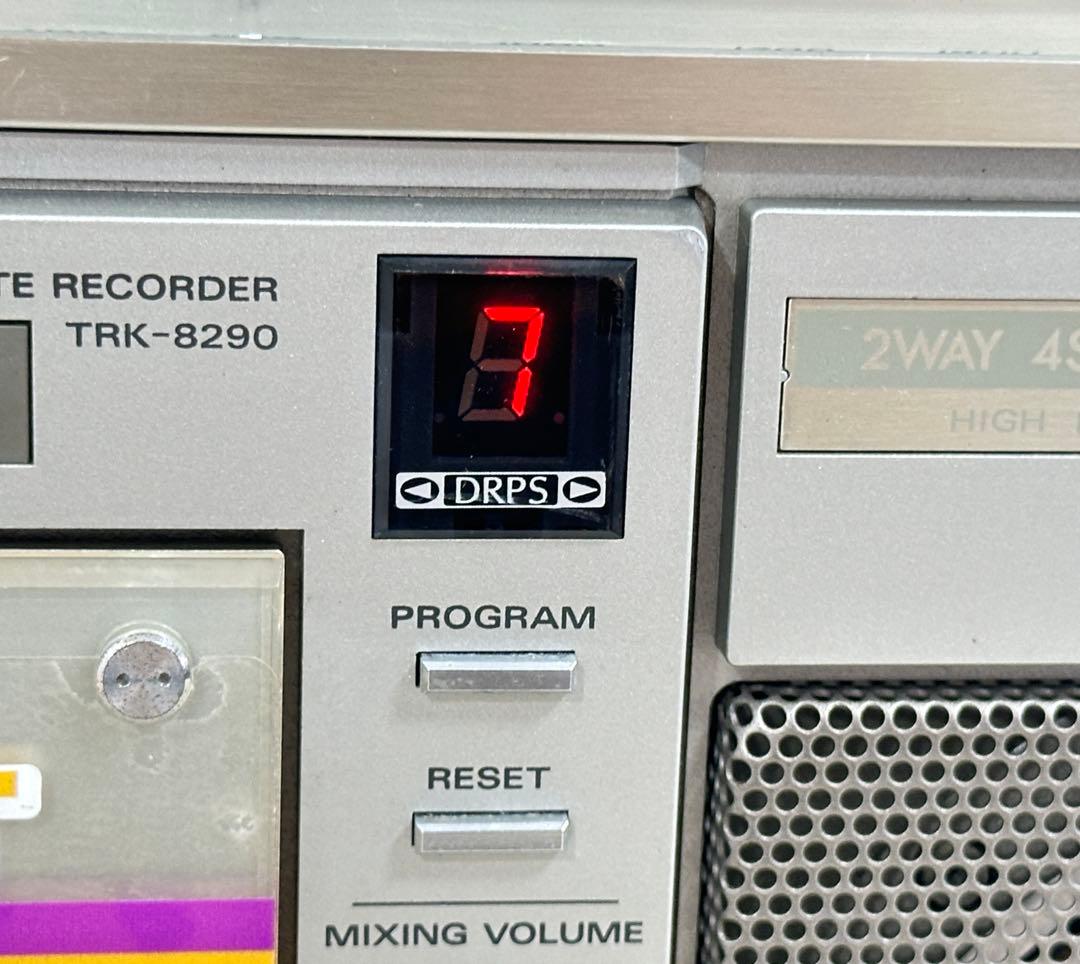 TE RECORDER
TRK-8290
7
DRPS
2WAY 4S
HIGH
PROGRAM
RESET
MIXING VOLUME